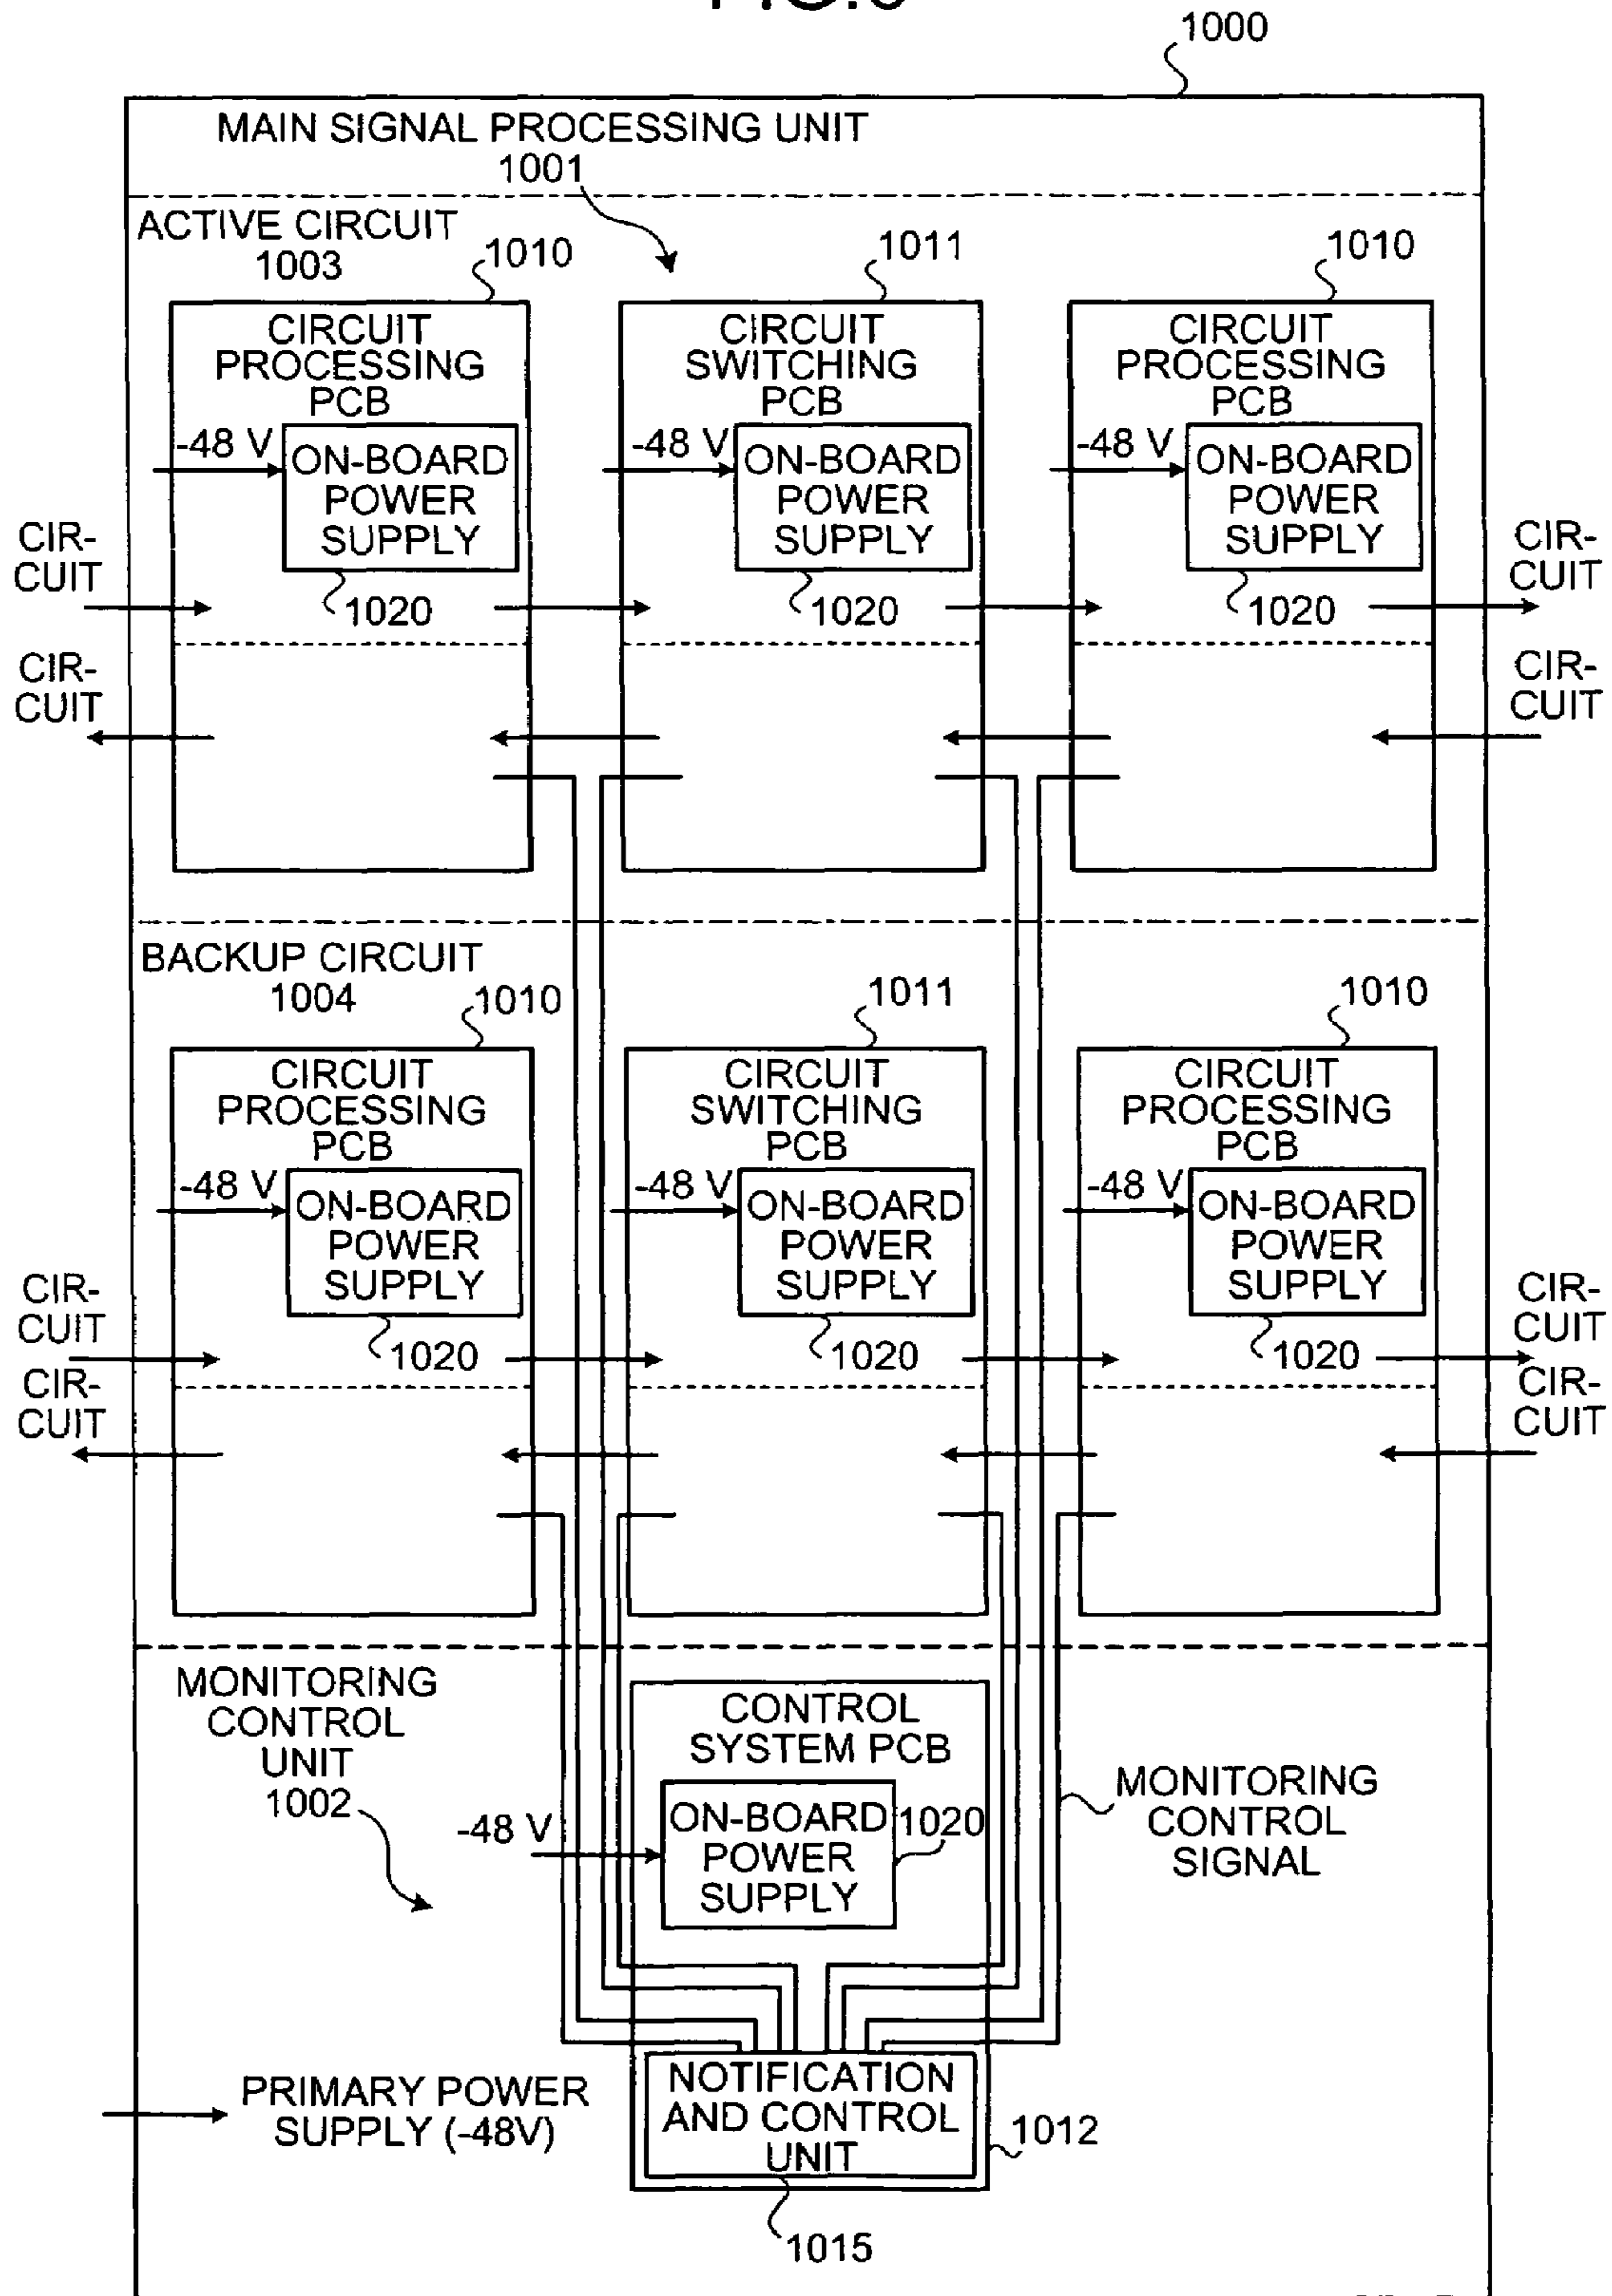 1000
MAIN SIGNAL PROCESSING UNIT
1001
ACTIVE CIRCUIT
1003
1010
1011
1010
CIRCUIT
PROCESSING
PCB
CIRCUIT
SWITCHING
PCB
CIRCUIT
PROCESSING
PCB
-48 V
ON-BOARD
POWER
SUPPLY
-48 V
ON-BOARD
POWER
SUPPLY
-48 V
ON-BOARD
POWER
SUPPLY
CIR-
CUIT
CIR-
CUIT
1020
1020
1020
CIR-
CUIT
CIR-
CUIT
BACKUP CIRCUIT
1004
1010
1011
1010
CIRCUIT
PROCESSING
PCB
CIRCUIT
SWITCHING
PCB
CIRCUIT
PROCESSING
PCB
-48 V
ON-BOARD
POWER
SUPPLY
-48 V
ON-BOARD
POWER
SUPPLY
-48 V
ON-BOARD
POWER
SUPPLY
CIR-
CUIT
CIR-
CUIT
1020
1020
1020
CIR-
CUIT
CIR-
CUIT
MONITORING
CONTROL
UNIT
1002
CONTROL
SYSTEM PCB
-48 V
ON-BOARD
POWER
SUPPLY
1020
MONITORING
CONTROL
SIGNAL
PRIMARY POWER
SUPPLY (-48V)
NOTIFICATION
AND CONTROL
UNIT
1012
1015